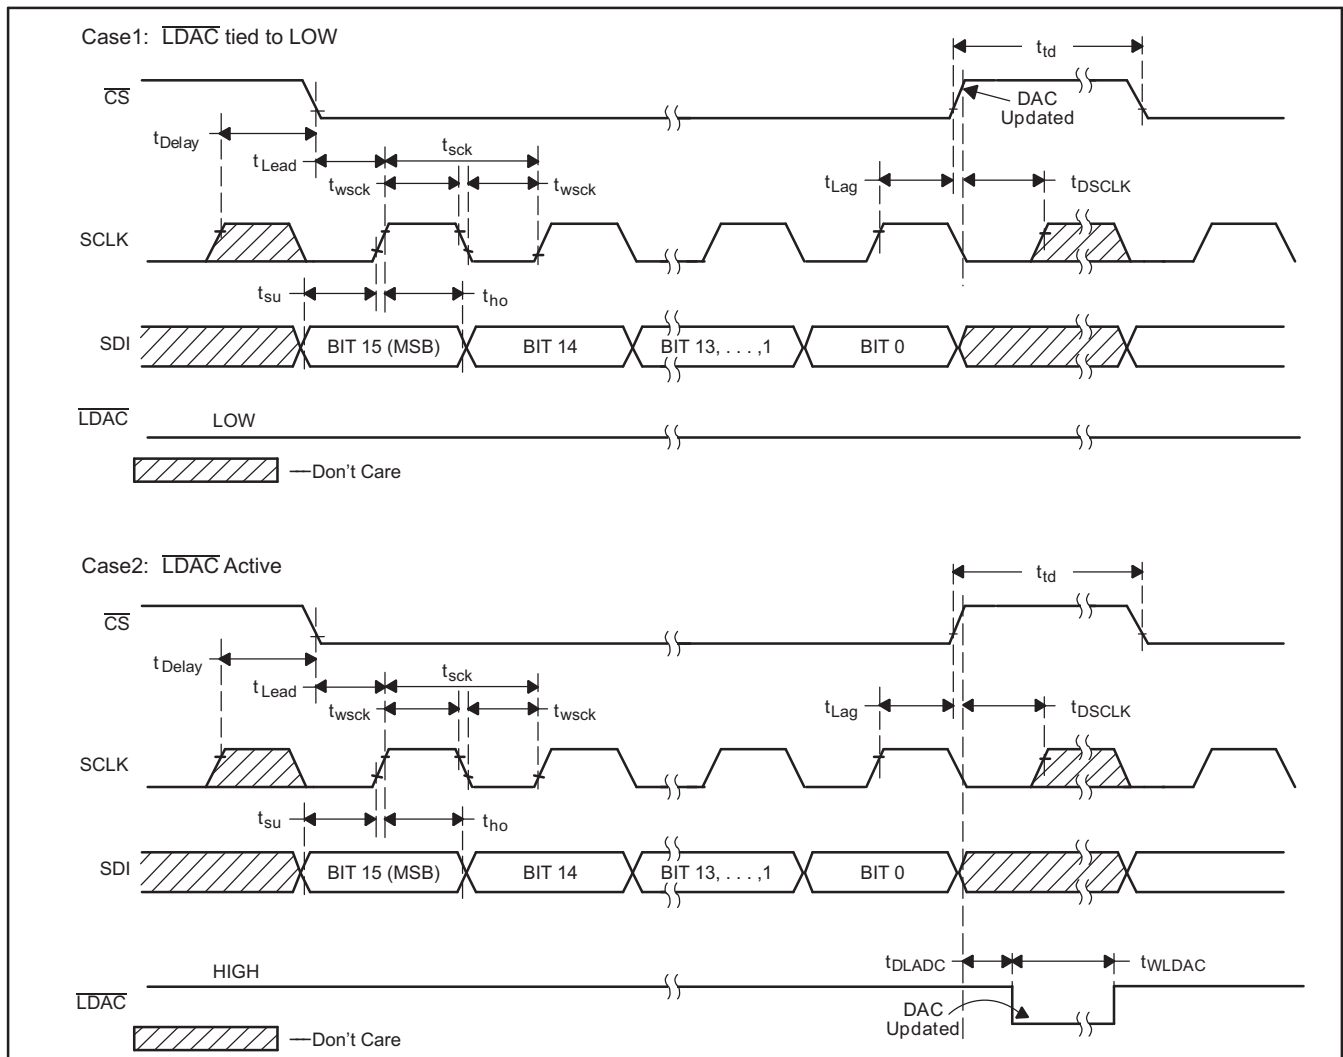 Case1: LDAC tied to LOW
t_td
CS
DAC
Updated
t_Delay
t_Lead
t_sck
t_wsck
t_wsck
t_Lag
t_DSCLK
SCLK
t_su
t_ho
SDI
BIT 15 (MSB)
BIT 14
BIT 13, . . . ,1
BIT 0
LDAC
LOW
—Don't Care
Case2: LDAC Active
t_td
CS
t_Delay
t_Lead
t_sck
t_wsck
t_wsck
t_Lag
t_DSCLK
SCLK
t_su
t_ho
SDI
BIT 15 (MSB)
BIT 14
BIT 13, . . . ,1
BIT 0
t_DLADC
t_WLDAC
HIGH
LDAC
DAC
Updated
—Don't Care